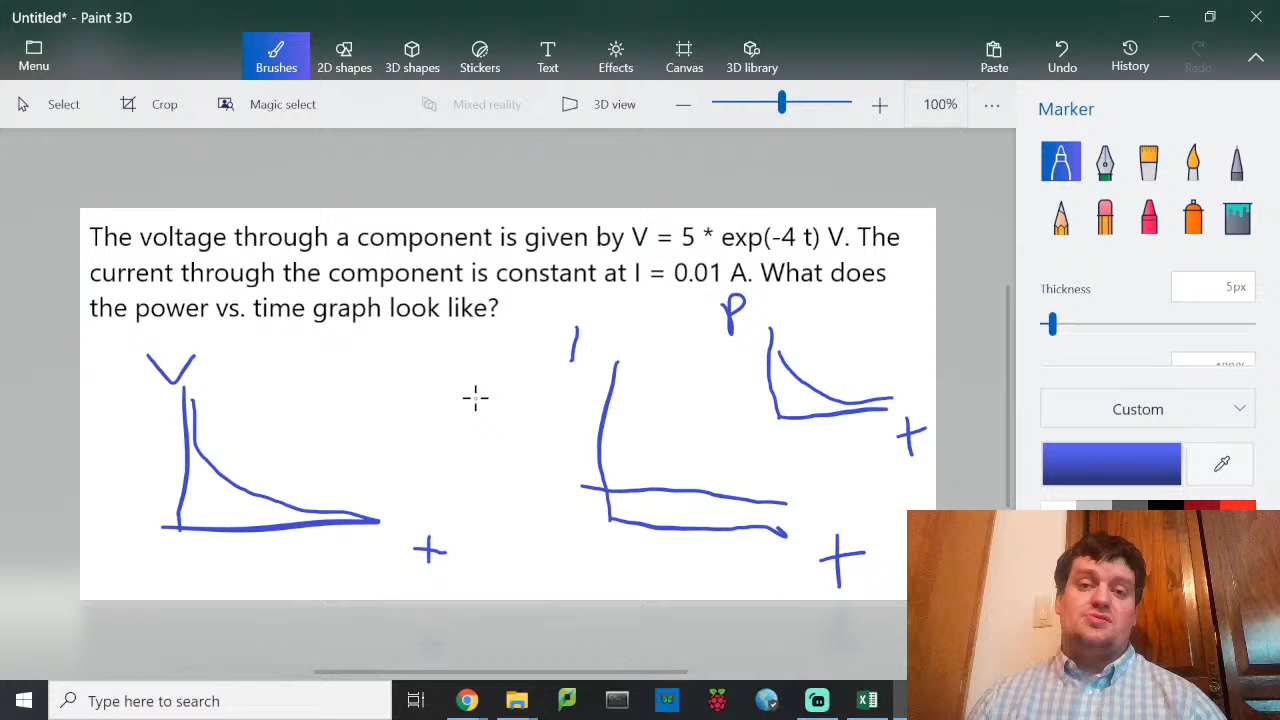 Untitled* - Paint 3D
Menu
Brushes
2D shapes
3D shapes
Stickers
Text
Effects
Canvas
3D library
Paste
Undo
History
Redo
Select
Crop
Magic select
Mixed reality
3D view
100%
Marker
The voltage through a component is given by V = 5 * exp(-4 t) V. The
current through the component is constant at I = 0.01 A. What does
the power vs. time graph look like?
V
t
I
t
P
t
Thickness
5px
Custom
Type here to search